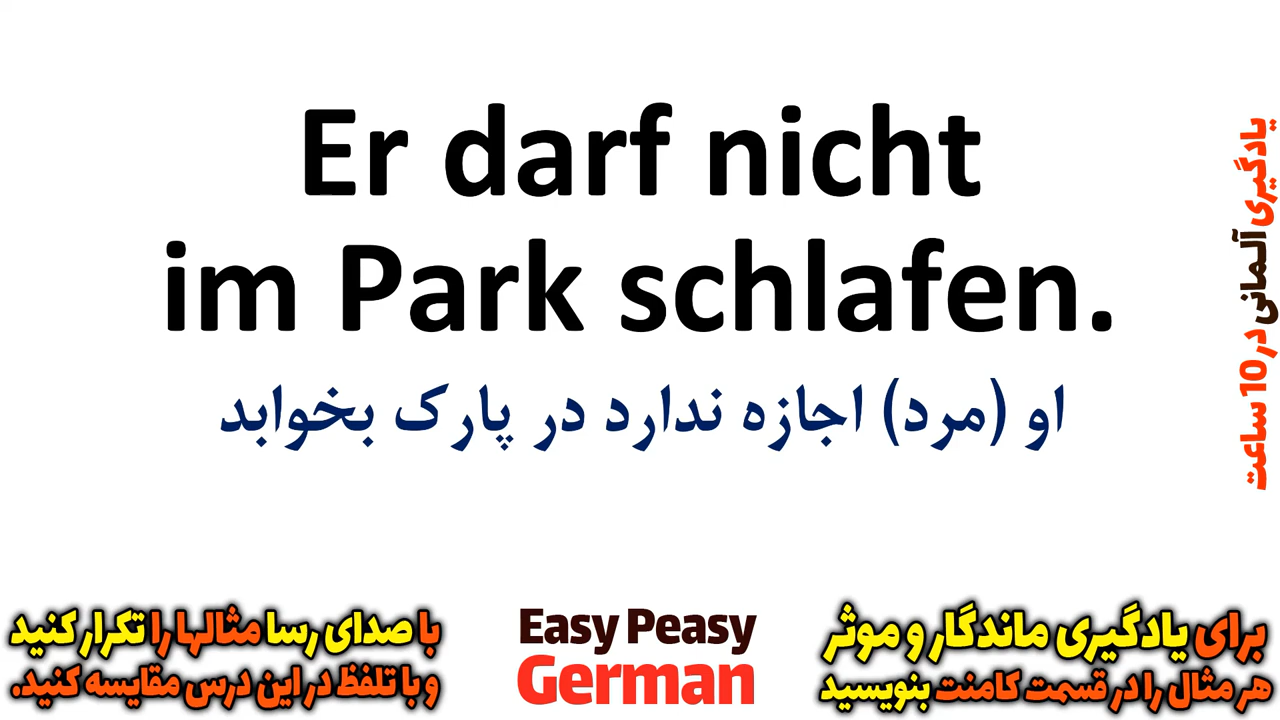 Er darf nicht
im Park schlafen.
او (مرد) اجازه ندارد در پارک بخوابد
یادگیری آلمانی در 10 ساعت
با صدای رسا مثالها را تکرار کنید
و با تلفظ در این درس مقایسه کنید.
Easy Peasy
German
برای یادگیری ماندگار و موثر
هر مثال را در قسمت کامنت بنویسید